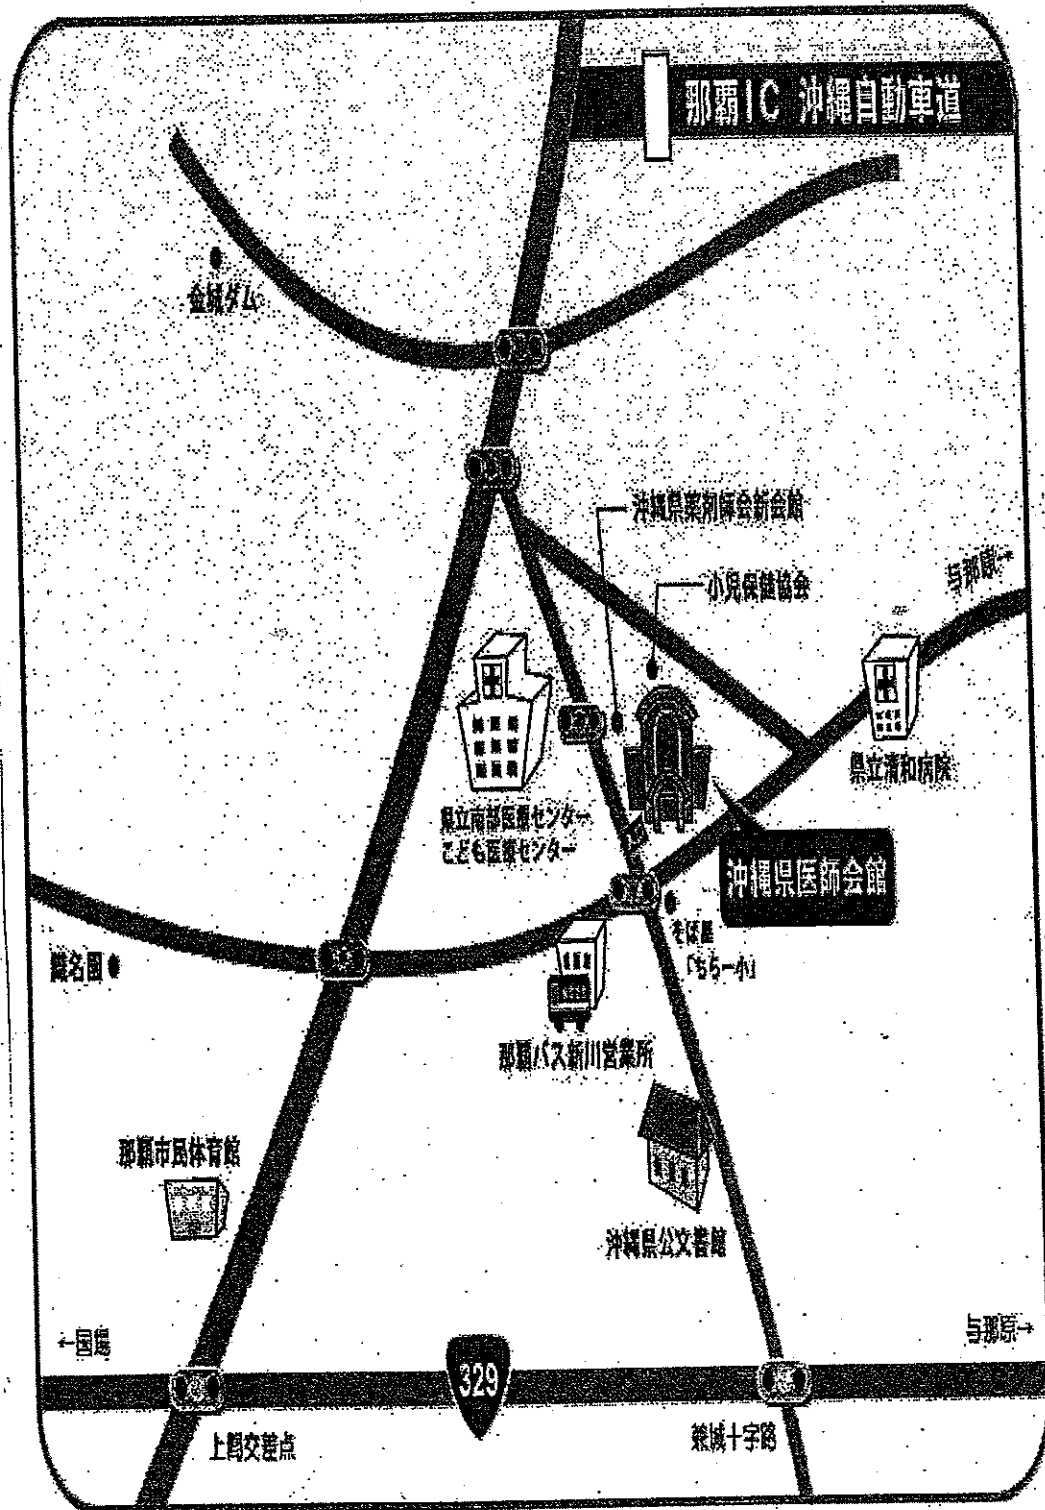 那覇IC 沖縄自動車道
金城ダム
沖縄県薬剤師会新会館
小児保健協会
与那原→
県立清和病院
県立南部医療センター
こども医療センター
沖縄県医師会館
そば屋
「ちらー小」
識名園
那覇バス新川営業所
那覇市民体育館
沖縄県公文書館
←国場
与那原→
329
上間交差点
兼城十字路